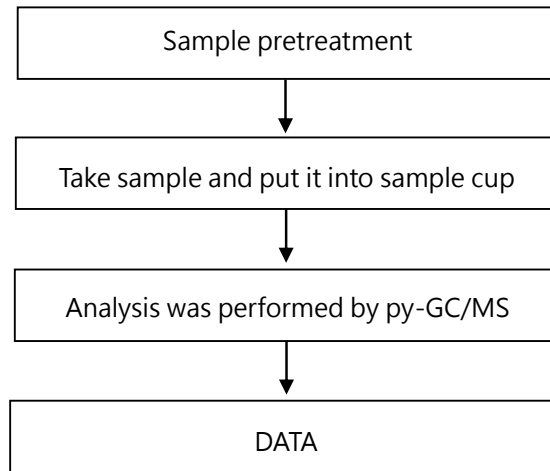 Sample pretreatment
Take sample and put it into sample cup
Analysis was performed by py-GC/MS
DATA